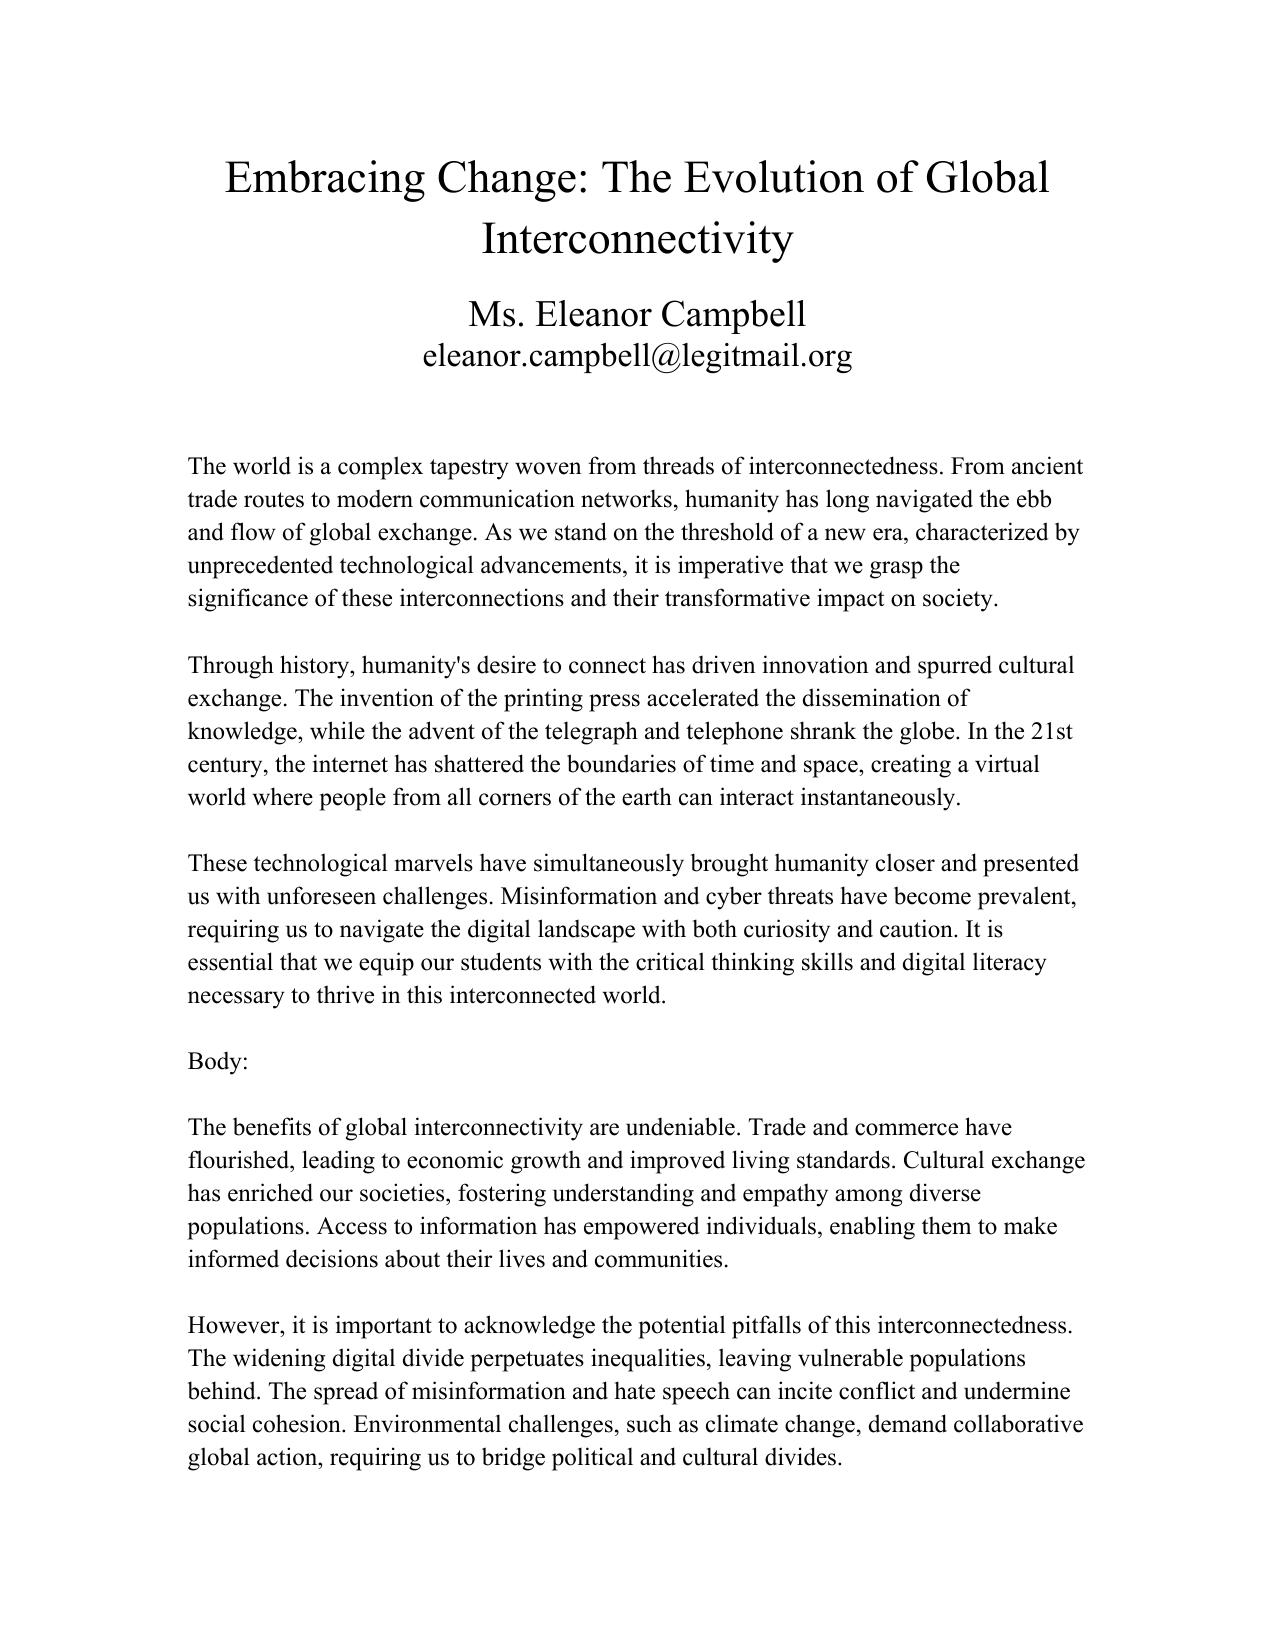 Embracing Change: The Evolution of Global
Interconnectivity
Ms. Eleanor Campbell
eleanor.campbell@legitmail.org
The world is a complex tapestry woven from threads of interconnectedness. From ancient
trade routes to modern communication networks, humanity has long navigated the ebb
and flow of global exchange. As we stand on the threshold of a new era, characterized by
unprecedented technological advancements, it is imperative that we grasp the
significance of these interconnections and their transformative impact on society.
Through history, humanity's desire to connect has driven innovation and spurred cultural
exchange. The invention of the printing press accelerated the dissemination of
knowledge, while the advent of the telegraph and telephone shrank the globe. In the 21st
century, the internet has shattered the boundaries of time and space, creating a virtual
world where people from all corners of the earth can interact instantaneously.
These technological marvels have simultaneously brought humanity closer and presented
us with unforeseen challenges. Misinformation and cyber threats have become prevalent,
requiring us to navigate the digital landscape with both curiosity and caution. It is
essential that we equip our students with the critical thinking skills and digital literacy
necessary to thrive in this interconnected world.
Body:
The benefits of global interconnectivity are undeniable. Trade and commerce have
flourished, leading to economic growth and improved living standards. Cultural exchange
has enriched our societies, fostering understanding and empathy among diverse
populations. Access to information has empowered individuals, enabling them to make
informed decisions about their lives and communities.
However, it is important to acknowledge the potential pitfalls of this interconnectedness.
The widening digital divide perpetuates inequalities, leaving vulnerable populations
behind. The spread of misinformation and hate speech can incite conflict and undermine
social cohesion. Environmental challenges, such as climate change, demand collaborative
global action, requiring us to bridge political and cultural divides.